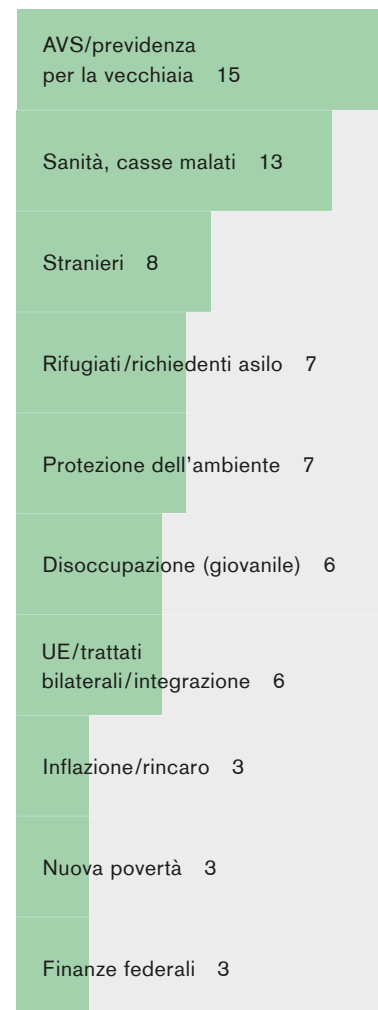 AVS/previdenza
per la vecchiaia 15
Sanità, casse malati 13
Stranieri 8
Rifugiati/richiedenti asilo 7
Protezione dell'ambiente 7
Disoccupazione (giovanile) 6
UE/trattati
bilaterali/integrazione 6
Inflazione/rincaro 3
Nuova povertà 3
Finanze federali 3